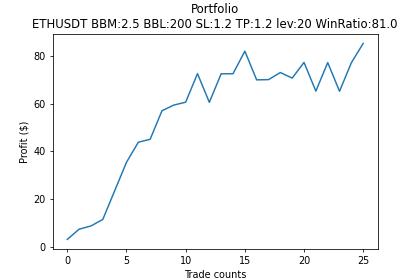 Portfolio
ETHUSDT BBM:2.5 BBL:200 SL:1.2 TP:1.2 lev:20 WinRatio:81.0
80
60
40
20
0
Profit ($)
0 5 10 15 20 25
Trade counts